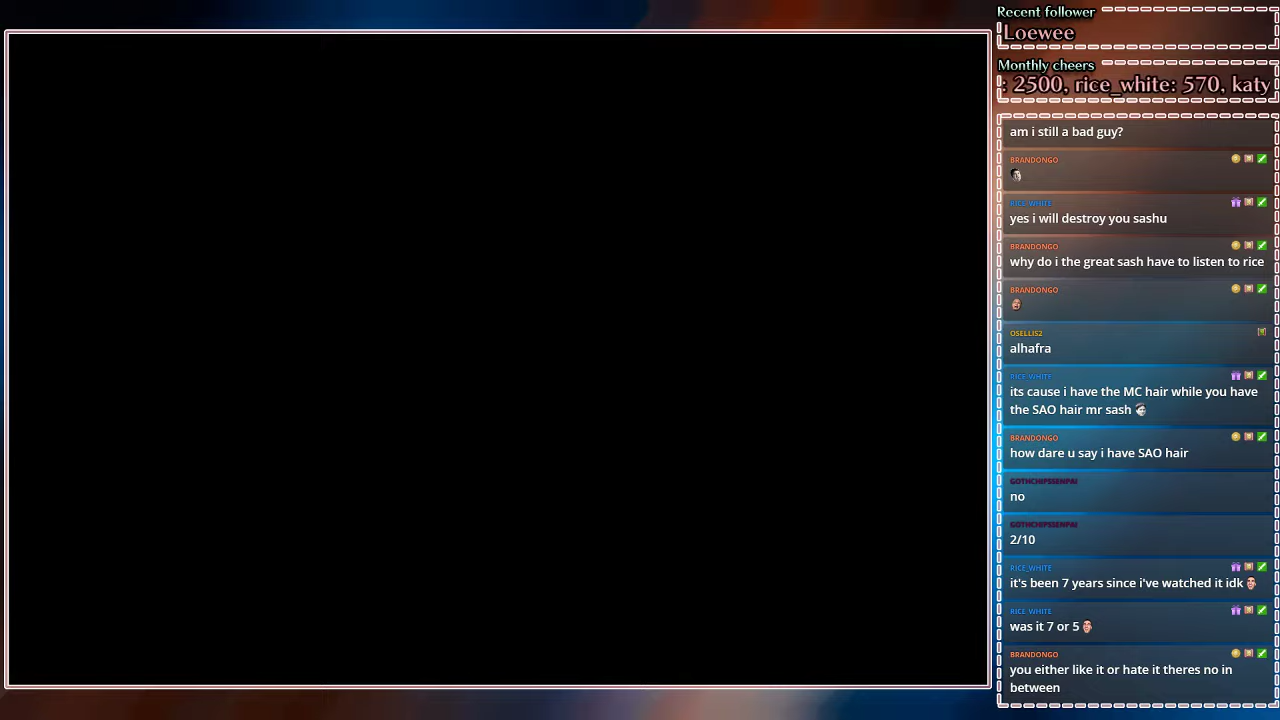 Recent follower
Loewee
Monthly cheers
: 2500, rice_white: 570, katy
am i still a bad guy?
BRANDONGO
RICE_WHITE
yes i will destroy you sashu
BRANDONGO
why do i the great sash have to listen to rice
BRANDONGO
OSELLIS2
alhafra
RICE_WHITE
its cause i have the MC hair while you have
the SAO hair mr sash
BRANDONGO
how dare u say i have SAO hair
GOTHCHIPSSENPAI
no
GOTHCHIPSSENPAI
2/10
RICE_WHITE
it's been 7 years since i've watched it idk
RICE_WHITE
was it 7 or 5
BRANDONGO
you either like it or hate it theres no in
between